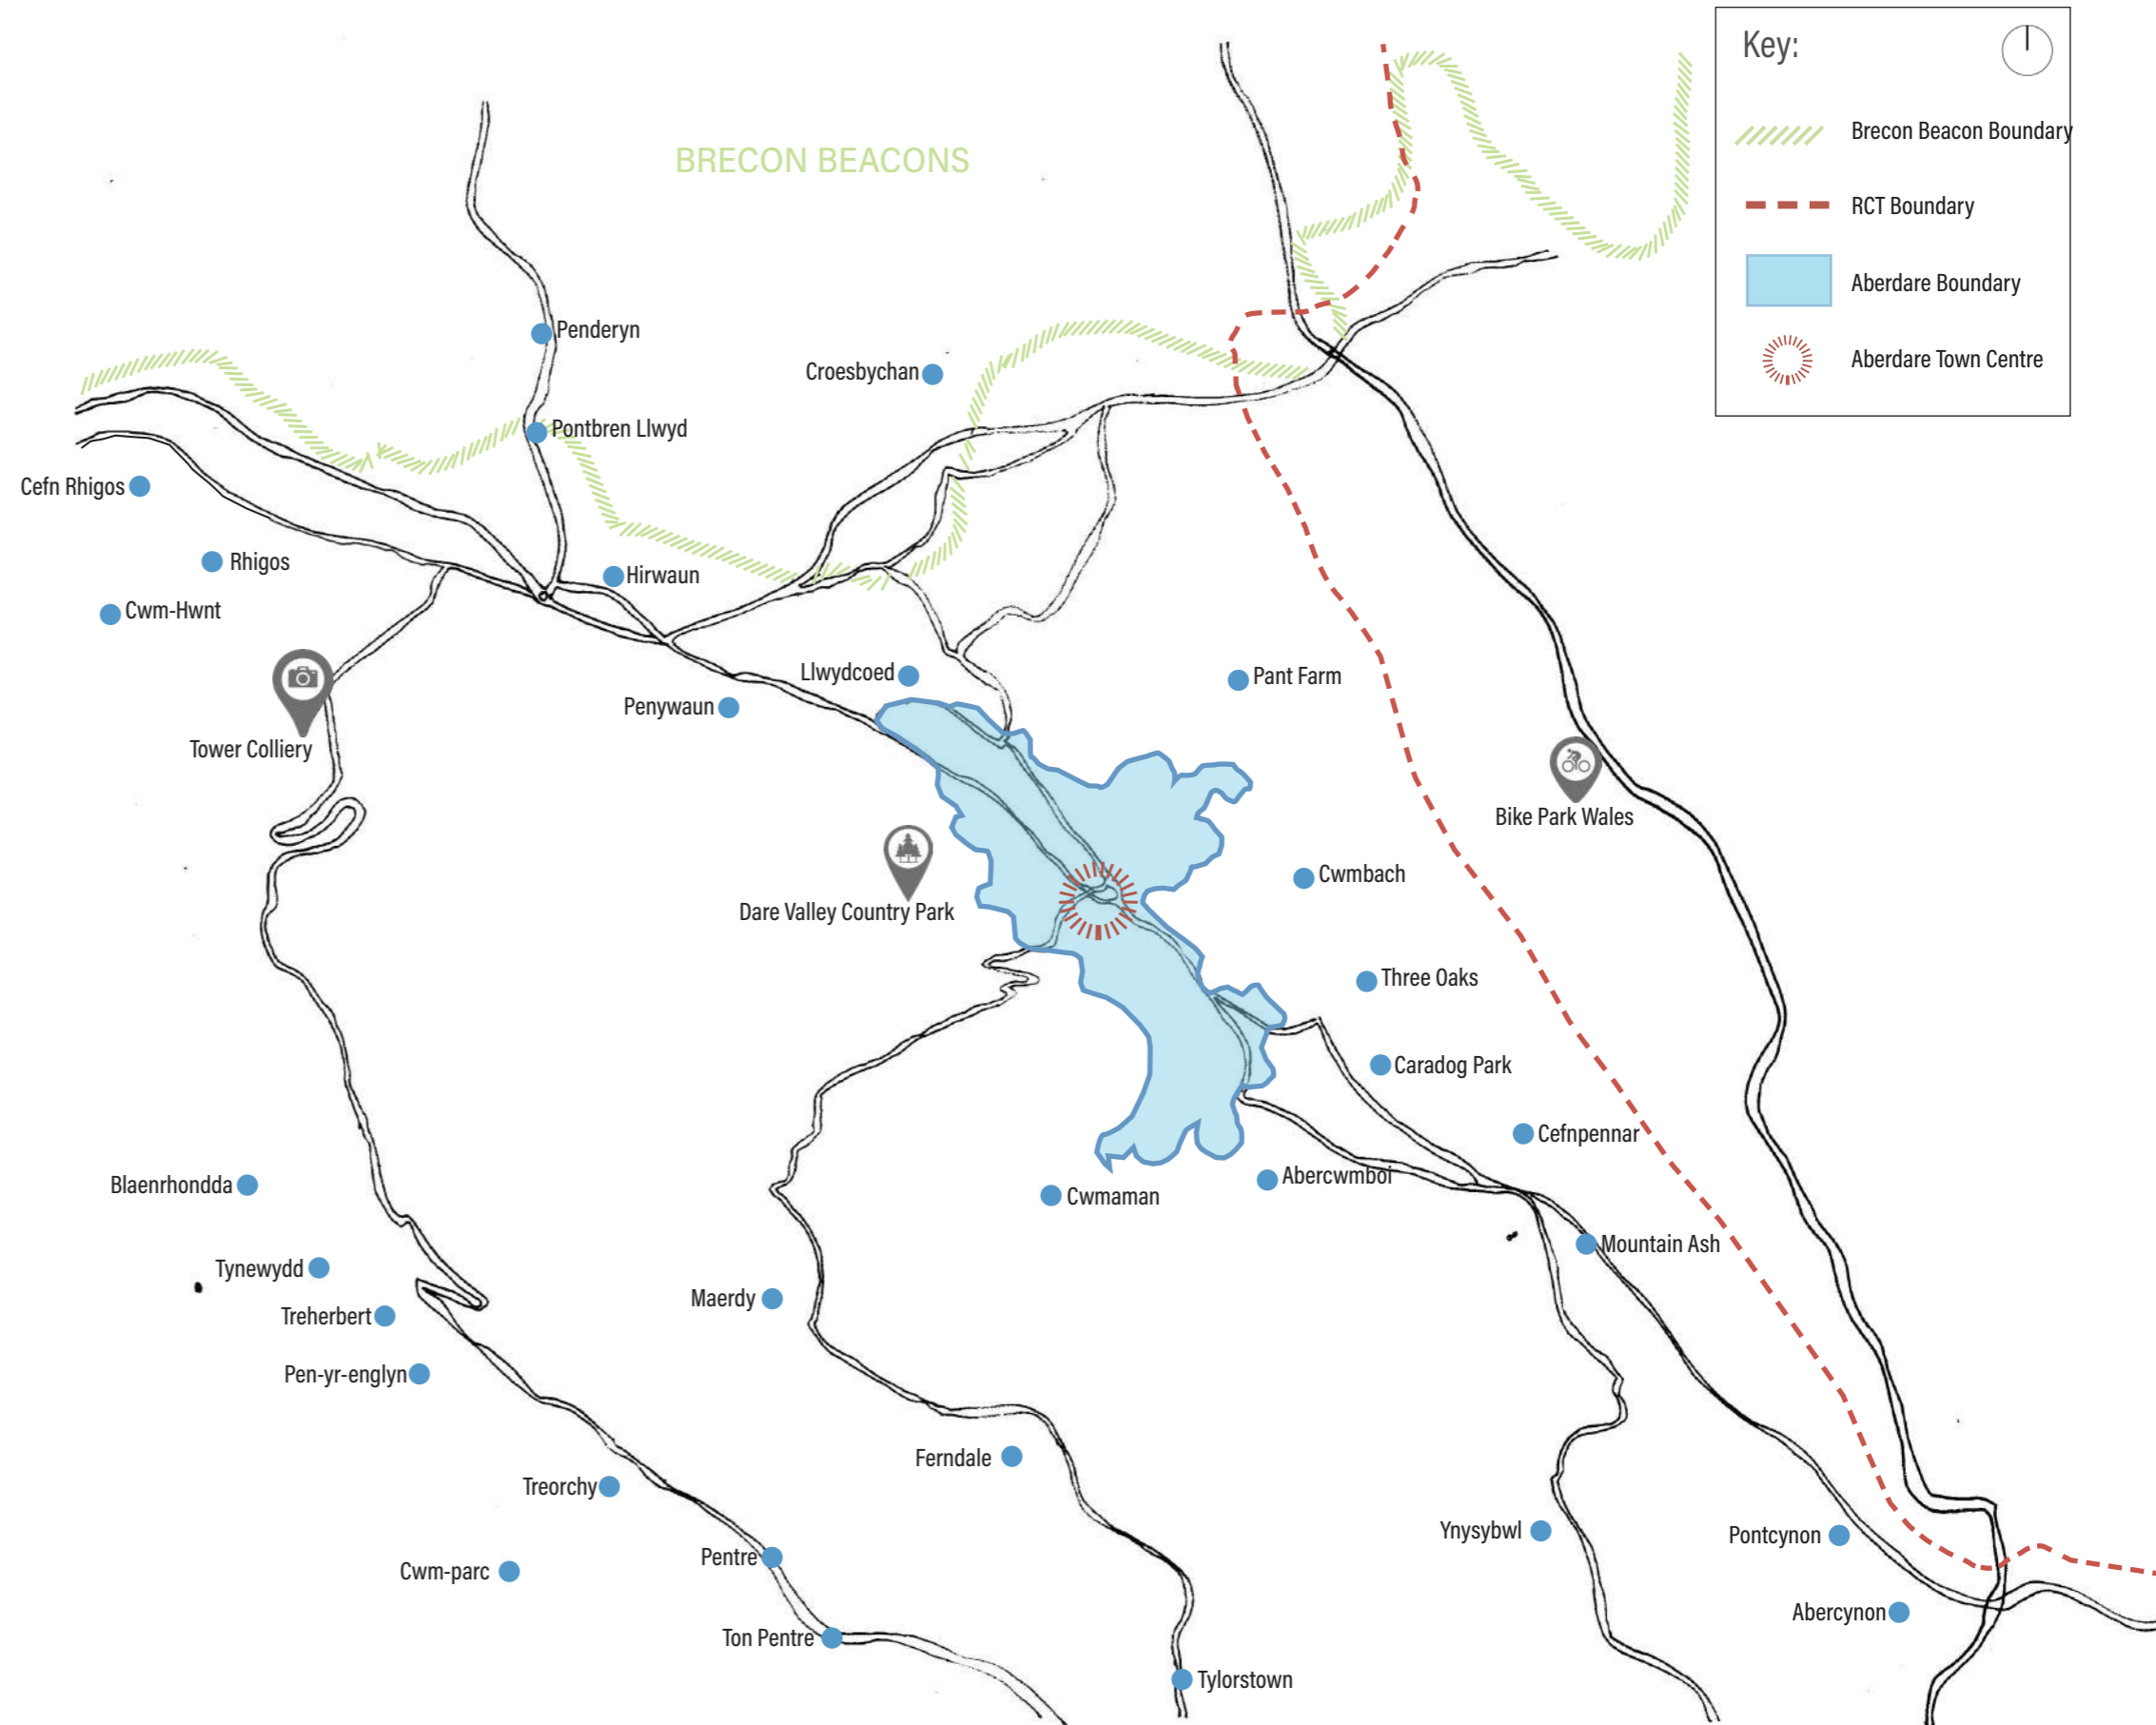 Key:
Brecon Beacon Boundary
RCT Boundary
Aberdare Boundary
Aberdare Town Centre
BRECON BEACONS
Penderyn
Croesbychan
Pontbren Llwyd
Cefn Rhigos
Rhigos
Hirwaun
Cwm-Hwnt
Llwydcoed
Pant Farm
Penywaun
Tower Colliery
Bike Park Wales
Cwmbach
Dare Valley Country Park
Three Oaks
Caradog Park
Cefnpennar
Abercwmboi
Blaenrhondda
Cwmaman
Mountain Ash
Tynewydd
Maerdy
Treherbert
Pen-yr-englyn
Ferndale
Treorchy
Ynysybwl
Pontcynon
Pentre
Cwm-parc
Abercynon
Ton Pentre
Tylorstown